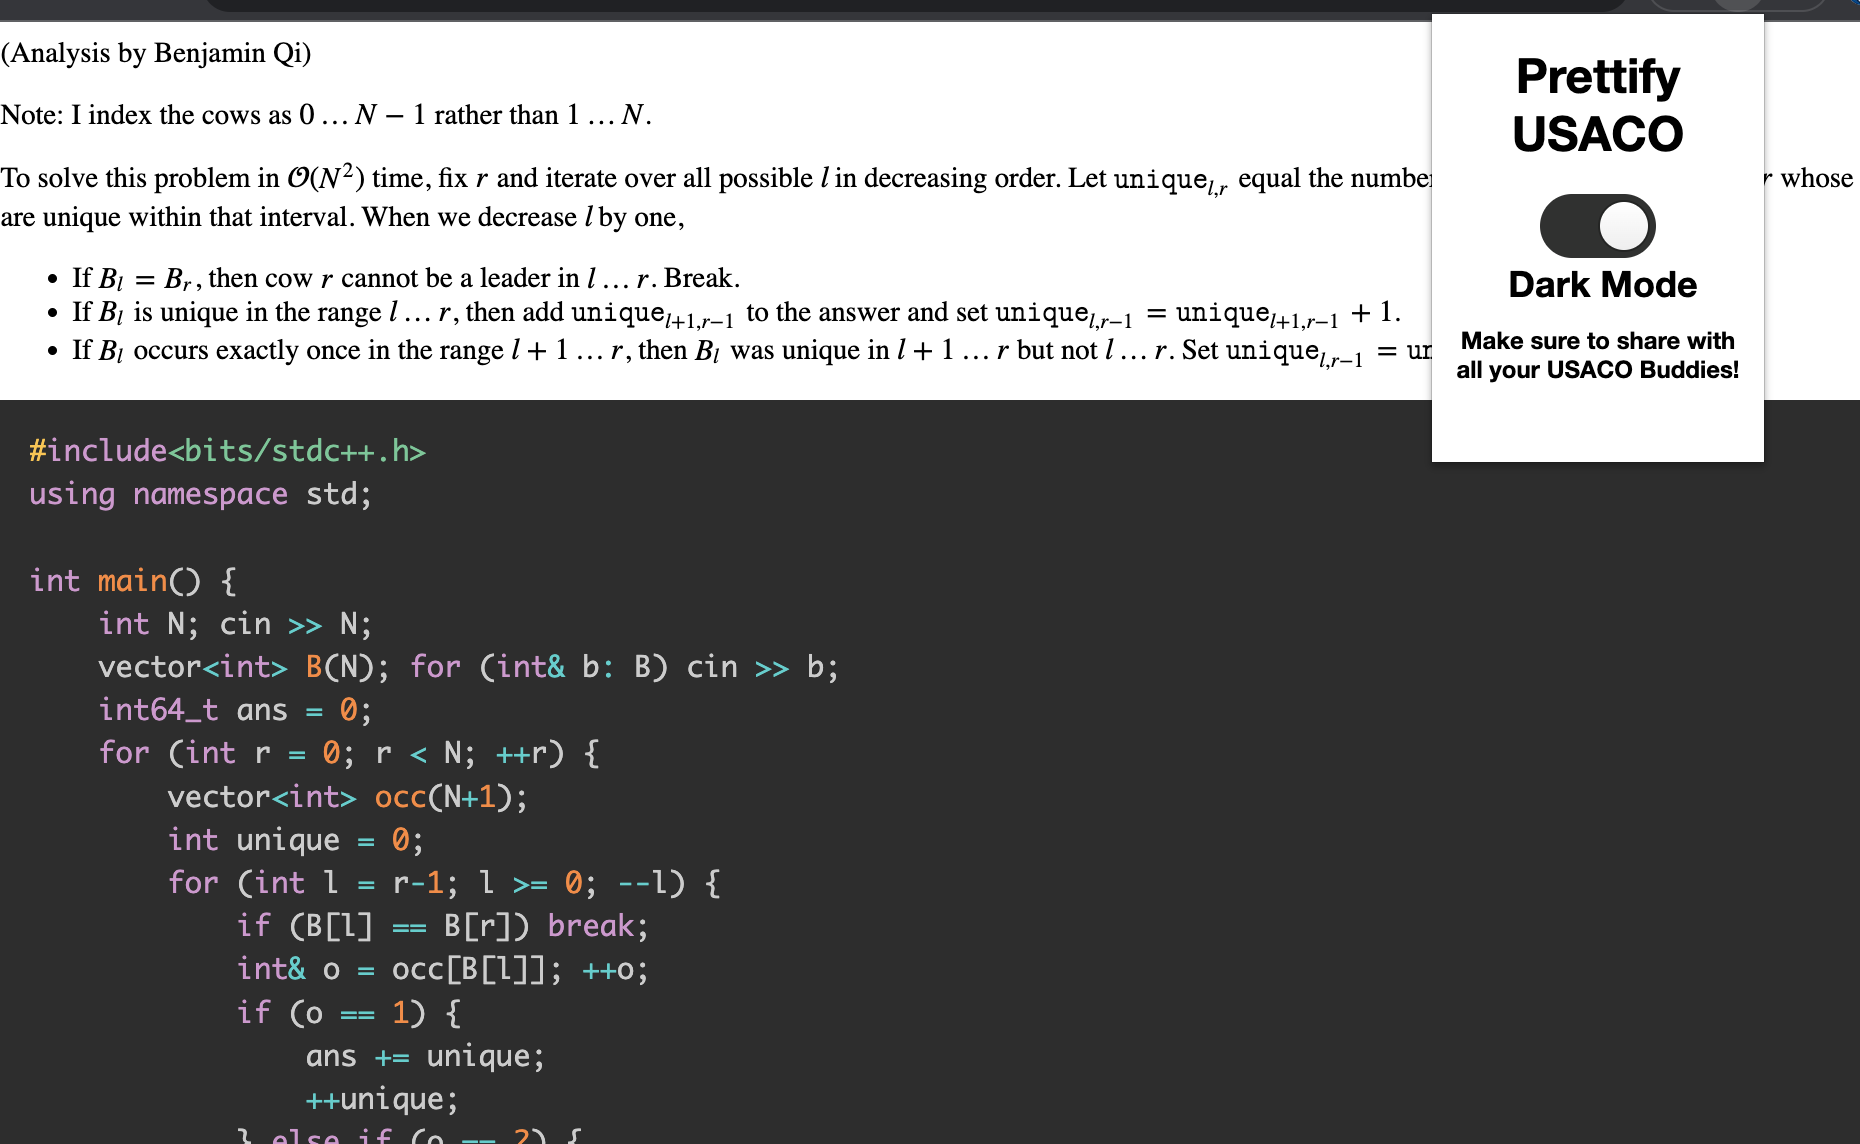 (Analysis by Benjamin Qi)
Note: I index the cows as 0 … N − 1 rather than 1 … N.
To solve this problem in 𝒪(N²) time, fix r and iterate over all possible l in decreasing order. Let unique_{l,r} equal the number r whose
are unique within that interval. When we decrease l by one,
• If B_l = B_r, then cow r cannot be a leader in l … r. Break.
• If B_l is unique in the range l … r, then add unique_{l+1,r−1} to the answer and set unique_{l,r−1} = unique_{l+1,r−1} + 1.
• If B_l occurs exactly once in the range l + 1 … r, then B_l was unique in l + 1 … r but not l … r. Set unique_{l,r−1} =
Prettify
USACO
Dark Mode
Make sure to share with
all your USACO Buddies!
#include<bits/stdc++.h>
using namespace std;
int main() {
    int N; cin >> N;
    vector<int> B(N); for (int& b: B) cin >> b;
    int64_t ans = 0;
    for (int r = 0; r < N; ++r) {
        vector<int> occ(N+1);
        int unique = 0;
        for (int l = r-1; l >= 0; --l) {
            if (B[l] == B[r]) break;
            int& o = occ[B[l]]; ++o;
            if (o == 1) {
                ans += unique;
                ++unique;
            } else if (o == 2) {